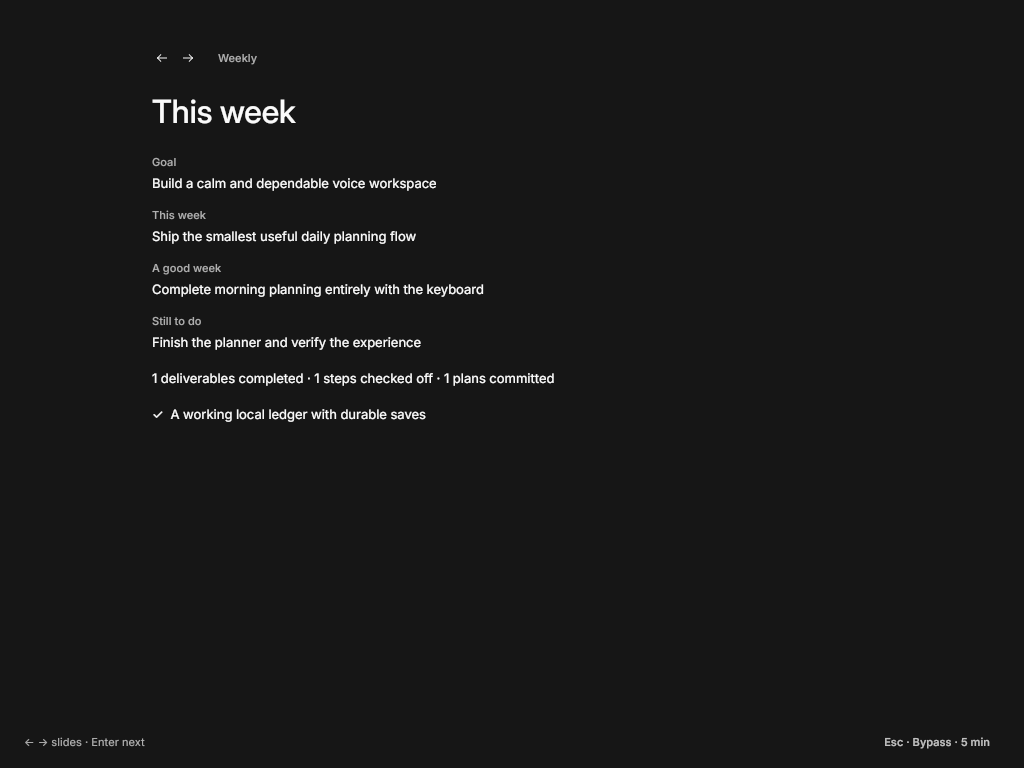 ← → Weekly
This week
Goal
Build a calm and dependable voice workspace
This week
Ship the smallest useful daily planning flow
A good week
Complete morning planning entirely with the keyboard
Still to do
Finish the planner and verify the experience
1 deliverables completed · 1 steps checked off · 1 plans committed
✓ A working local ledger with durable saves
← → slides · Enter next
Esc · Bypass · 5 min